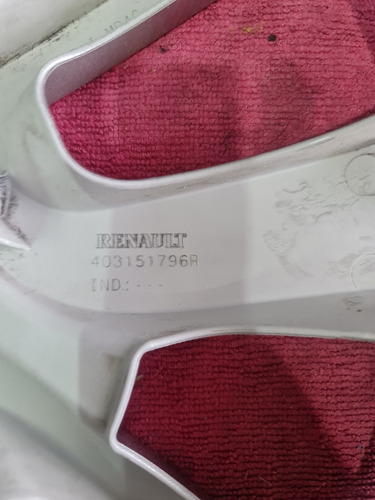 RENAULT
403151796R
IND.: ---